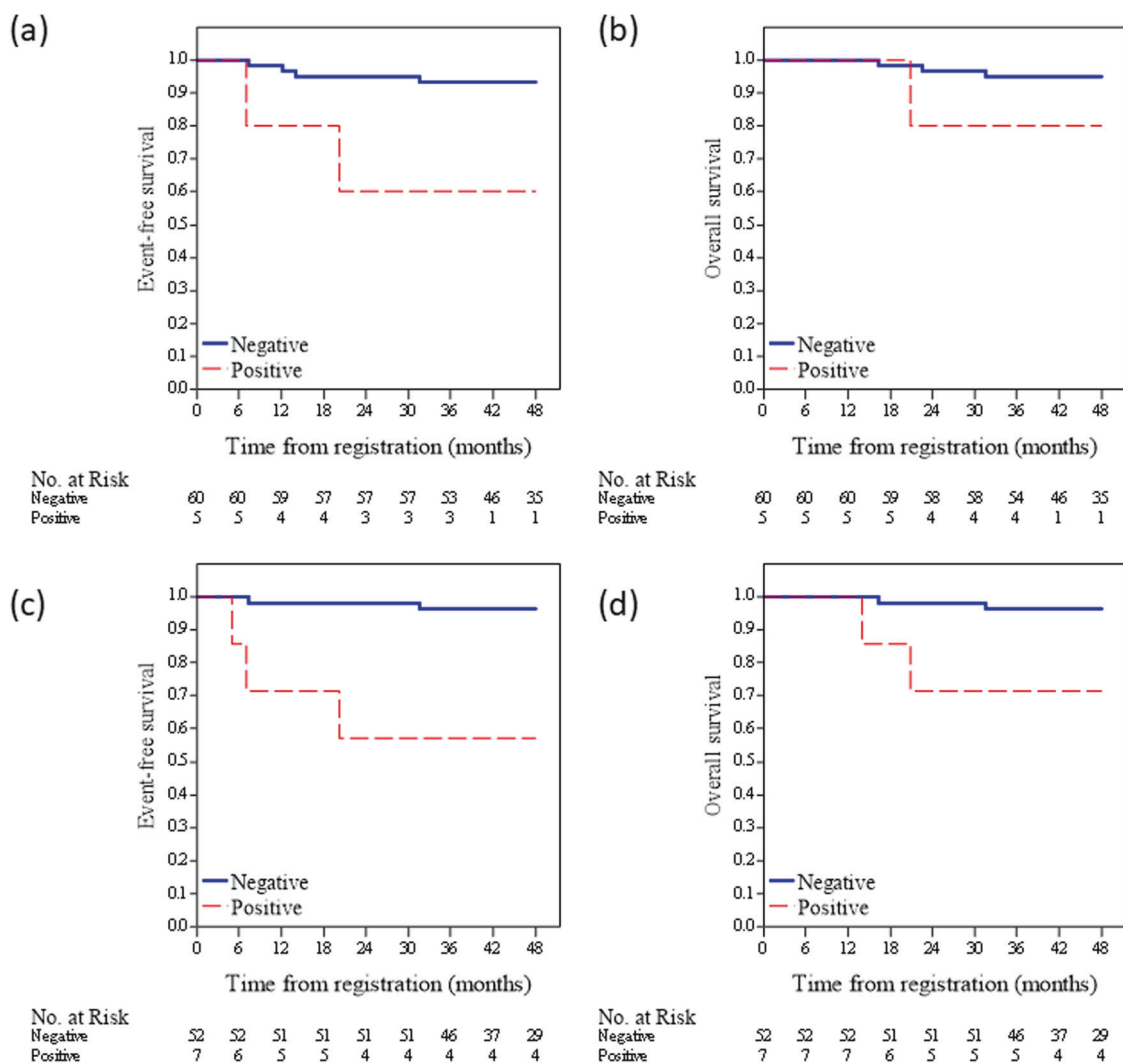 (a)
1.0
0.9
0.8
0.7
0.6
0.5
0.4
0.3
0.2
0.1
0.0
Event-free survival
Negative
Positive
0 6 12 18 24 30 36 42 48
Time from registration (months)
No. at Risk
Negative 60 60 59 57 57 57 53 46 35
Positive 5 5 4 4 3 3 3 1 1
(b)
1.0
0.9
0.8
0.7
0.6
0.5
0.4
0.3
0.2
0.1
0.0
Overall survival
Negative
Positive
0 6 12 18 24 30 36 42 48
Time from registration (months)
No. at Risk
Negative 60 60 60 59 58 58 54 46 35
Positive 5 5 5 5 4 4 4 1 1
(c)
1.0
0.9
0.8
0.7
0.6
0.5
0.4
0.3
0.2
0.1
0.0
Event-free survival
Negative
Positive
0 6 12 18 24 30 36 42 48
Time from registration (months)
No. at Risk
Negative 52 52 51 51 51 51 46 37 29
Positive 7 6 5 5 4 4 4 4 4
(d)
1.0
0.9
0.8
0.7
0.6
0.5
0.4
0.3
0.2
0.1
0.0
Overall survival
Negative
Positive
0 6 12 18 24 30 36 42 48
Time from registration (months)
No. at Risk
Negative 52 52 52 51 51 51 46 37 29
Positive 7 7 7 6 5 5 5 4 4